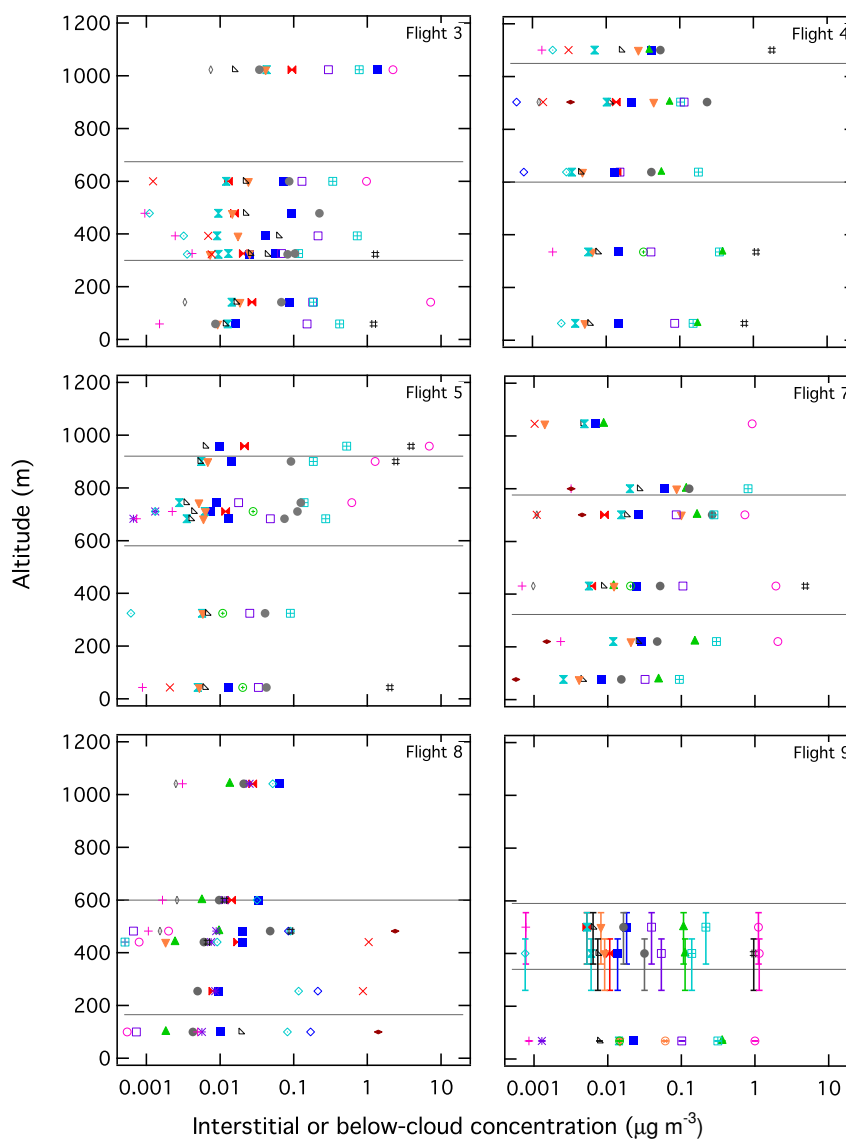 Flight 3
Flight 4
1200
1000
800
600
400
200
0
Flight 5
Flight 7
1200
1000
800
600
400
200
0
Altitude (m)
Flight 8
Flight 9
1200
1000
800
600
400
200
0
0.001 0.01 0.1 1 10
0.001 0.01 0.1 1 10
Interstitial or below-cloud concentration (μg m-3)